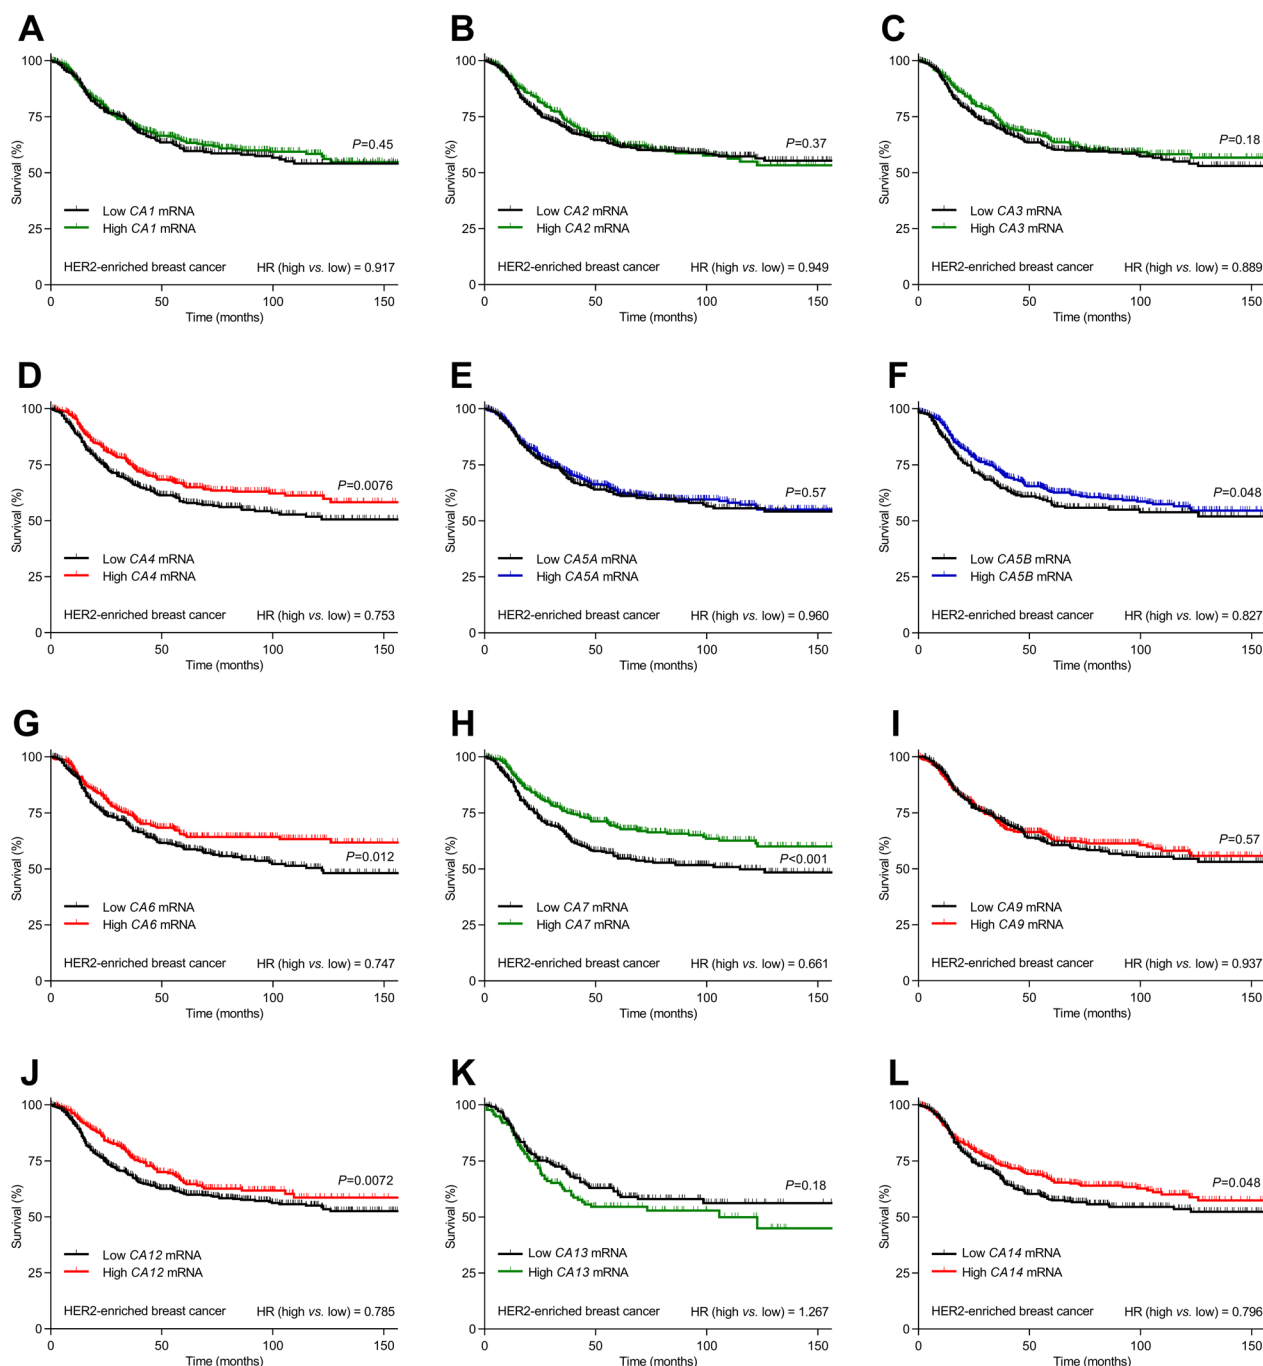 A
Survival (%)
100
75
50
25
0
P=0.45
Low CA1 mRNA
High CA1 mRNA
HER2-enriched breast cancer HR (high vs. low) = 0.917
0 50 100 150
Time (months)
B
Survival (%)
100
75
50
25
0
P=0.37
Low CA2 mRNA
High CA2 mRNA
HER2-enriched breast cancer HR (high vs. low) = 0.949
0 50 100 150
Time (months)
C
Survival (%)
100
75
50
25
0
P=0.18
Low CA3 mRNA
High CA3 mRNA
HER2-enriched breast cancer HR (high vs. low) = 0.889
0 50 100 150
Time (months)
D
Survival (%)
100
75
50
25
0
P=0.0076
Low CA4 mRNA
High CA4 mRNA
HER2-enriched breast cancer HR (high vs. low) = 0.753
0 50 100 150
Time (months)
E
Survival (%)
100
75
50
25
0
P=0.57
Low CA5A mRNA
High CA5A mRNA
HER2-enriched breast cancer HR (high vs. low) = 0.960
0 50 100 150
Time (months)
F
Survival (%)
100
75
50
25
0
P=0.048
Low CA5B mRNA
High CA5B mRNA
HER2-enriched breast cancer HR (high vs. low) = 0.827
0 50 100 150
Time (months)
G
Survival (%)
100
75
50
25
0
P=0.012
Low CA6 mRNA
High CA6 mRNA
HER2-enriched breast cancer HR (high vs. low) = 0.747
0 50 100 150
Time (months)
H
Survival (%)
100
75
50
25
0
P<0.001
Low CA7 mRNA
High CA7 mRNA
HER2-enriched breast cancer HR (high vs. low) = 0.661
0 50 100 150
Time (months)
I
Survival (%)
100
75
50
25
0
P=0.57
Low CA9 mRNA
High CA9 mRNA
HER2-enriched breast cancer HR (high vs. low) = 0.937
0 50 100 150
Time (months)
J
Survival (%)
100
75
50
25
0
P=0.0072
Low CA12 mRNA
High CA12 mRNA
HER2-enriched breast cancer HR (high vs. low) = 0.785
0 50 100 150
Time (months)
K
Survival (%)
100
75
50
25
0
P=0.18
Low CA13 mRNA
High CA13 mRNA
HER2-enriched breast cancer HR (high vs. low) = 1.267
0 50 100 150
Time (months)
L
Survival (%)
100
75
50
25
0
P=0.048
Low CA14 mRNA
High CA14 mRNA
HER2-enriched breast cancer HR (high vs. low) = 0.796
0 50 100 150
Time (months)